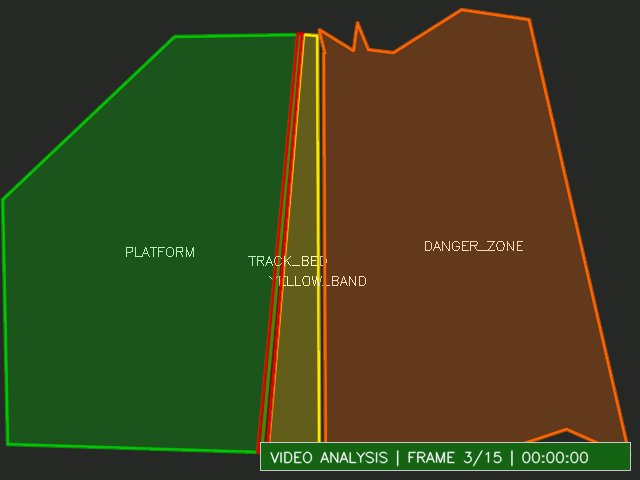 DANGER_ZONE
PLATFORM
TRACK_BED
YELLOW_BAND
VIDEO ANALYSIS | FRAME 3/15 | 00:00:00